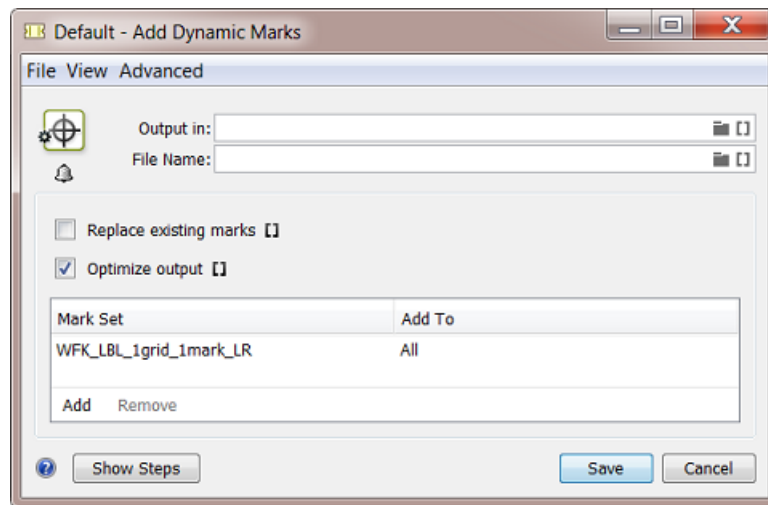 Default - Add Dynamic Marks
File View Advanced
Output in:
File Name:
Replace existing marks []
Optimize output []
Mark Set Add To
WFK_LBL_1grid_1mark_LR All
Add Remove
Show Steps Save Cancel